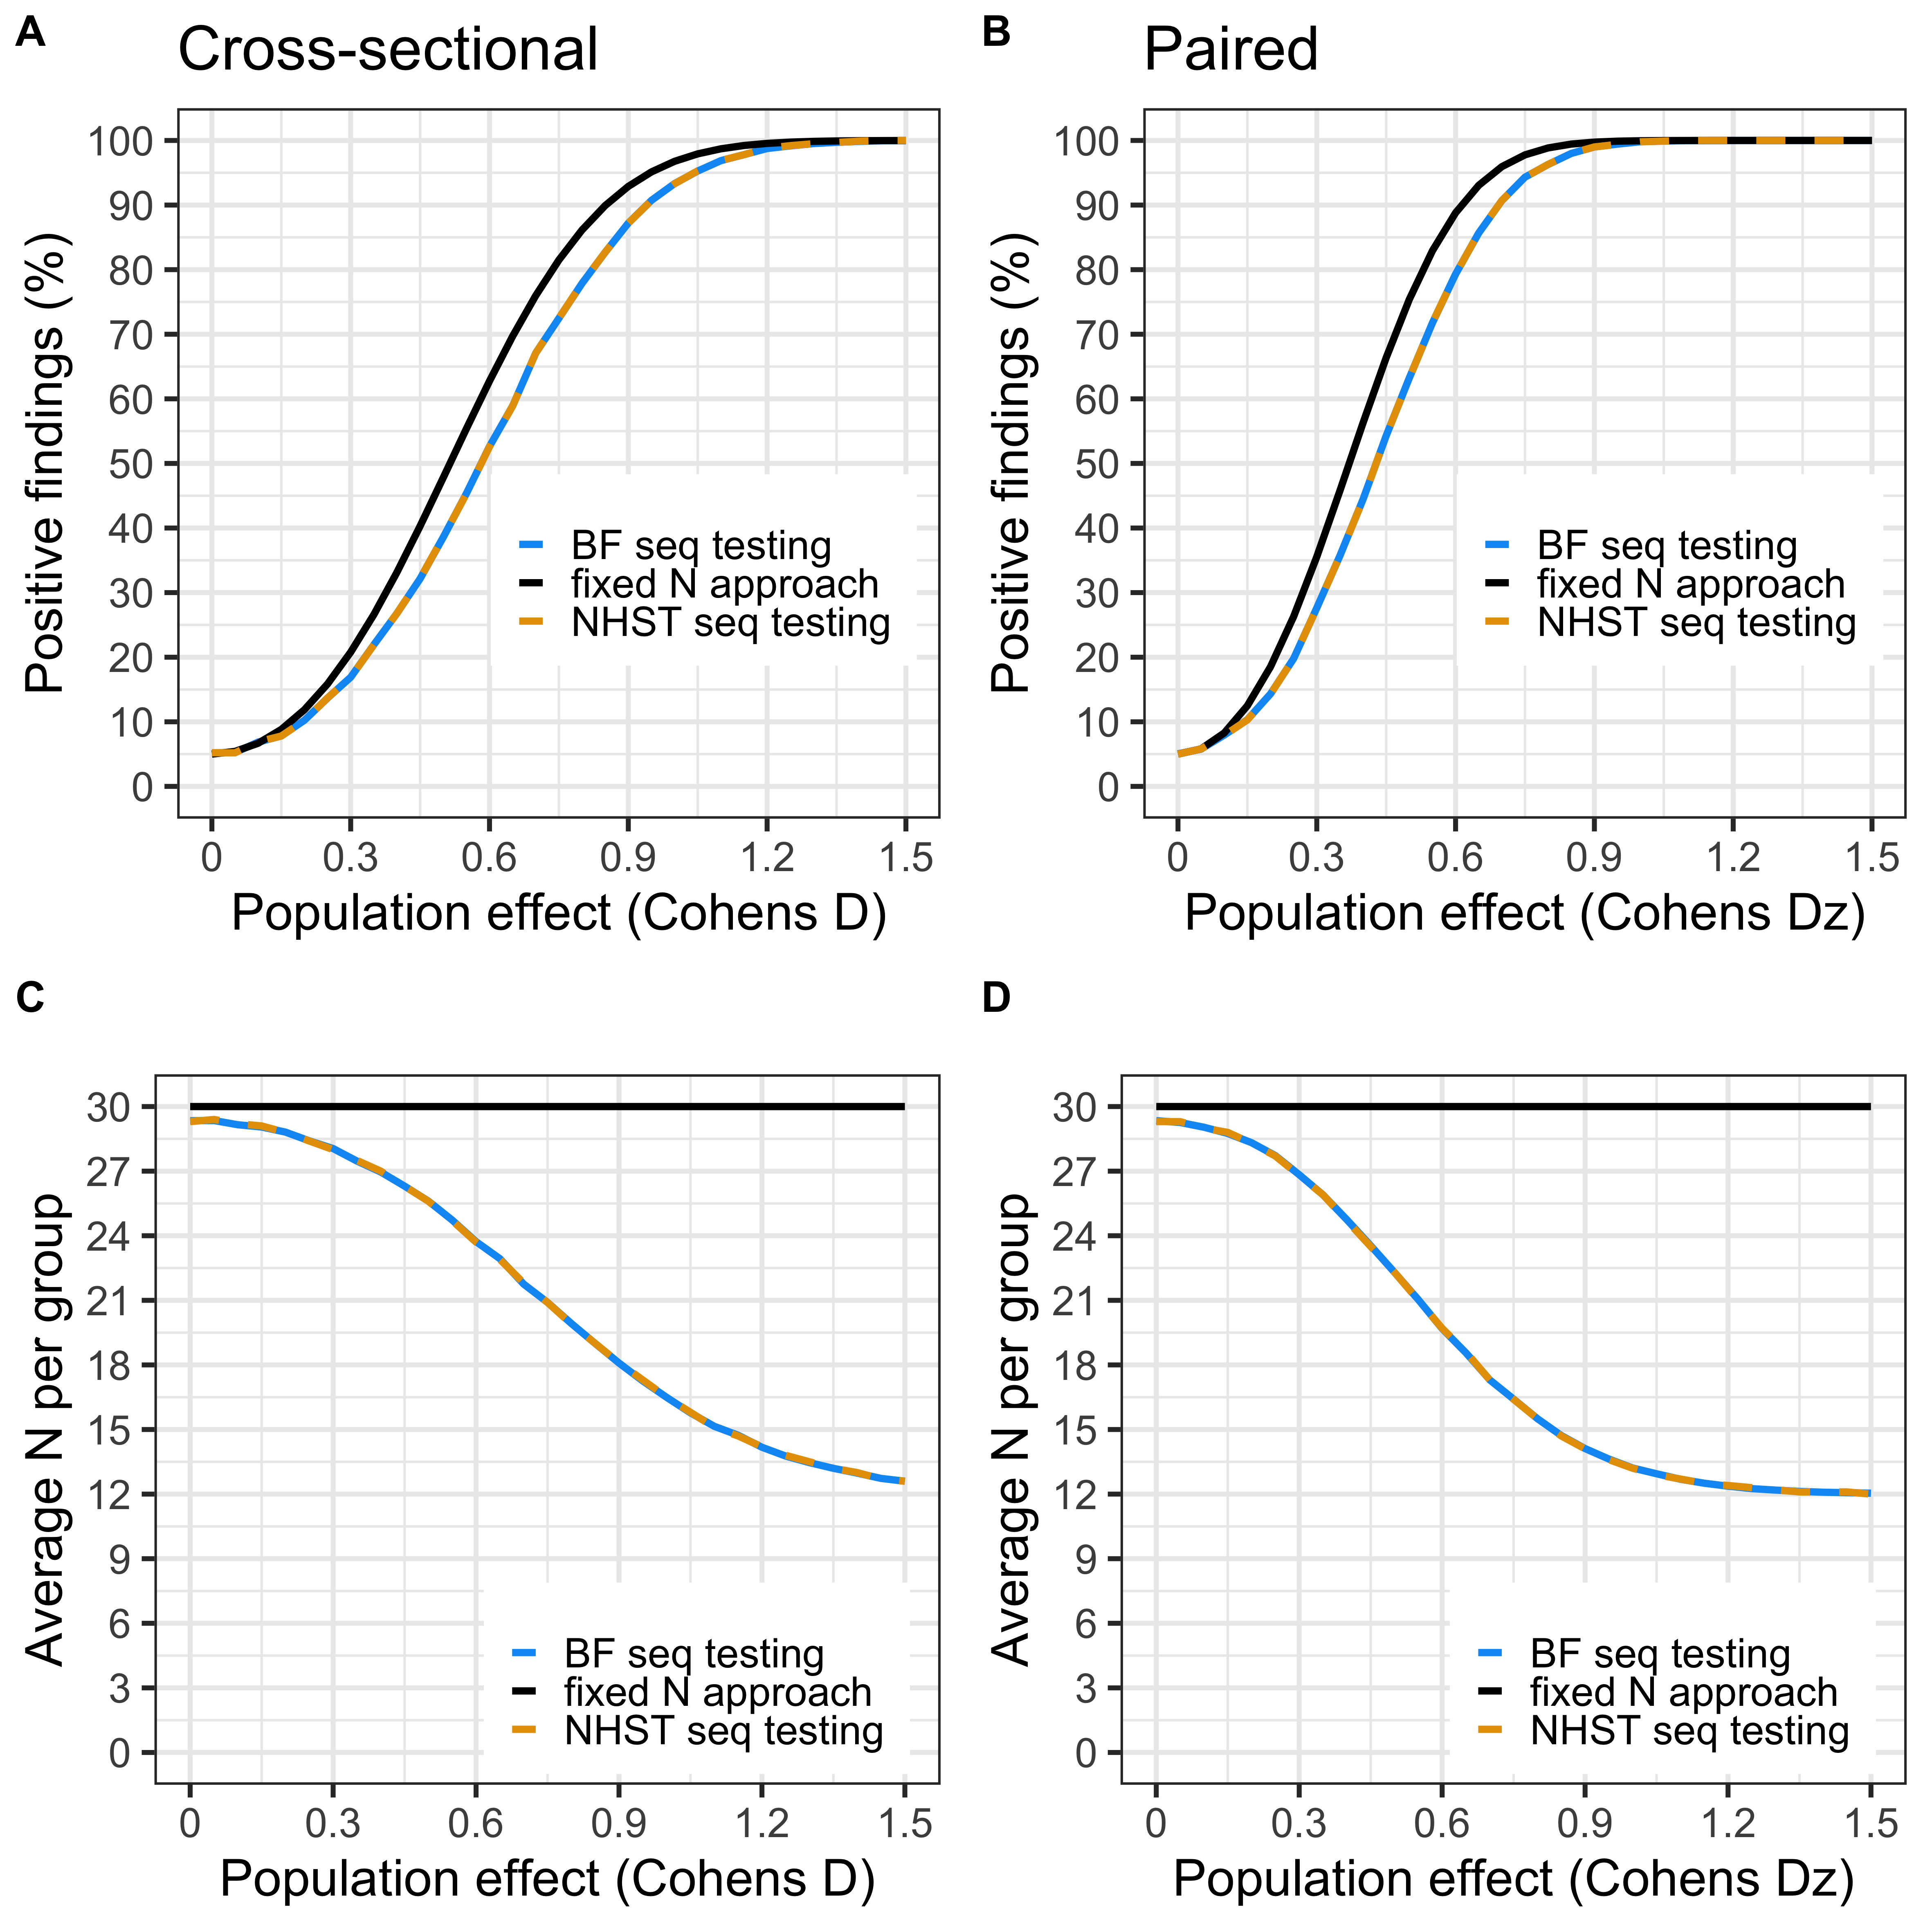 A
Cross-sectional
Positive findings (%)
100
90
80
70
60
50
40
30
20
10
0
BF seq testing
fixed N approach
NHST seq testing
0 0.3 0.6 0.9 1.2 1.5
Population effect (Cohens D)
B
Paired
Positive findings (%)
100
90
80
70
60
50
40
30
20
10
0
BF seq testing
fixed N approach
NHST seq testing
0 0.3 0.6 0.9 1.2 1.5
Population effect (Cohens Dz)
C
Average N per group
30
27
24
21
18
15
12
9
6
3
0
BF seq testing
fixed N approach
NHST seq testing
0 0.3 0.6 0.9 1.2 1.5
Population effect (Cohens D)
D
Average N per group
30
27
24
21
18
15
12
9
6
3
0
BF seq testing
fixed N approach
NHST seq testing
0 0.3 0.6 0.9 1.2 1.5
Population effect (Cohens Dz)